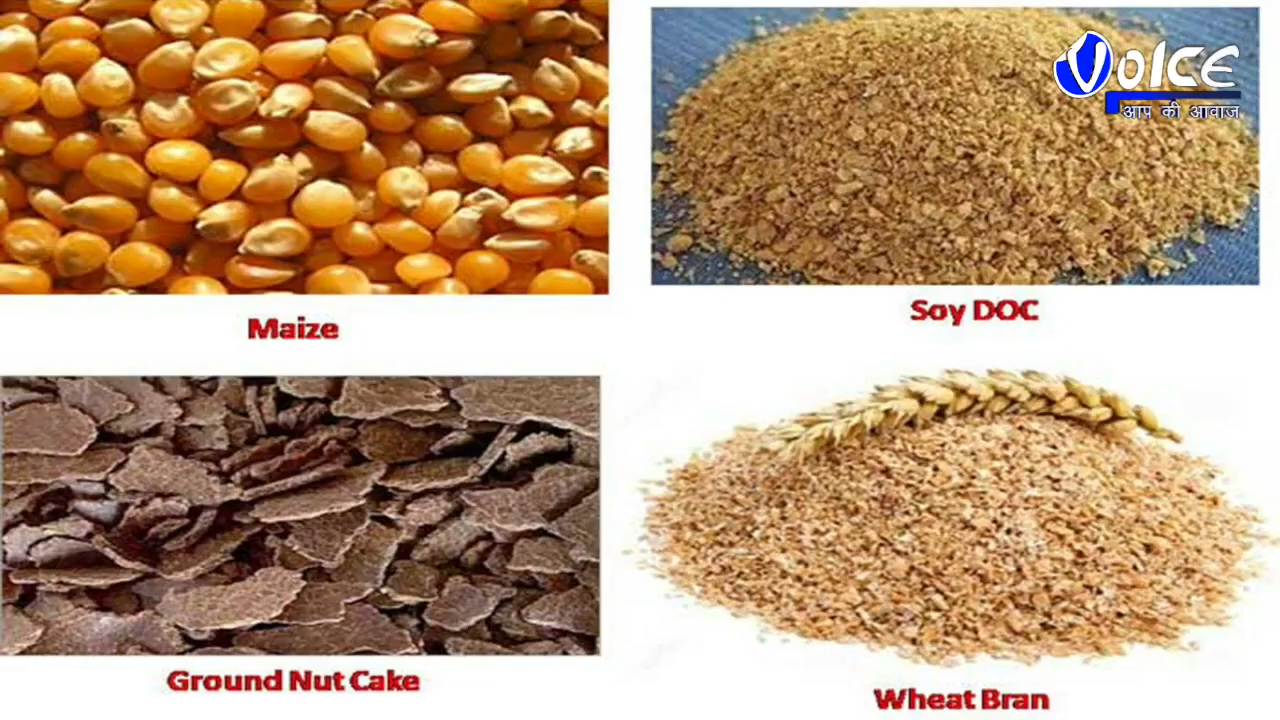 VOICE
आप की आवाज़
Maize
Soy DOC
Ground Nut Cake
Wheat Bran